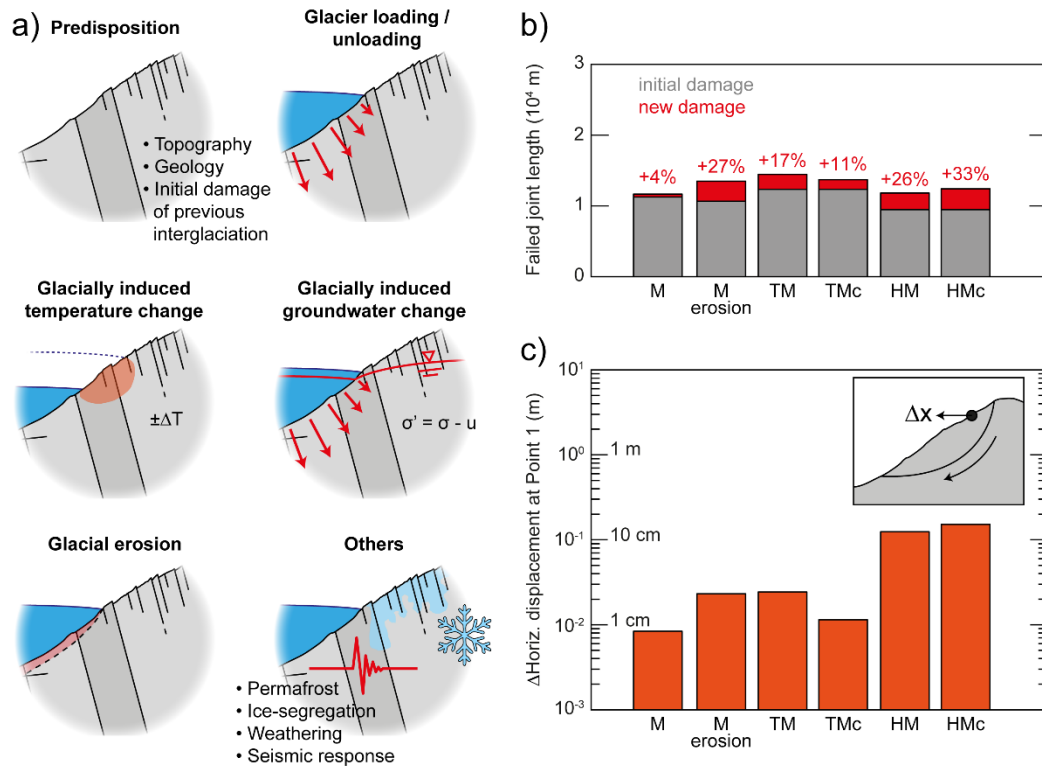 a)
Predisposition
• Topography
• Geology
• Initial damage
of previous
interglaciation
Glacier loading /
unloading
Glacially induced
temperature change
±ΔT
Glacially induced
groundwater change
σ' = σ - u
Glacial erosion
Others
• Permafrost
• Ice-segregation
• Weathering
• Seismic response
b)
Failed joint length (10⁴ m)
3
2
1
0
initial damage
new damage
+4%
+27%
+17%
+11%
+26%
+33%
M
M
erosion
TM
TMc
HM
HMc
c)
ΔHoriz. displacement at Point 1 (m)
10¹
10⁰
10⁻¹
10⁻²
10⁻³
1 m
10 cm
1 cm
Δx
M
M
erosion
TM
TMc
HM
HMc